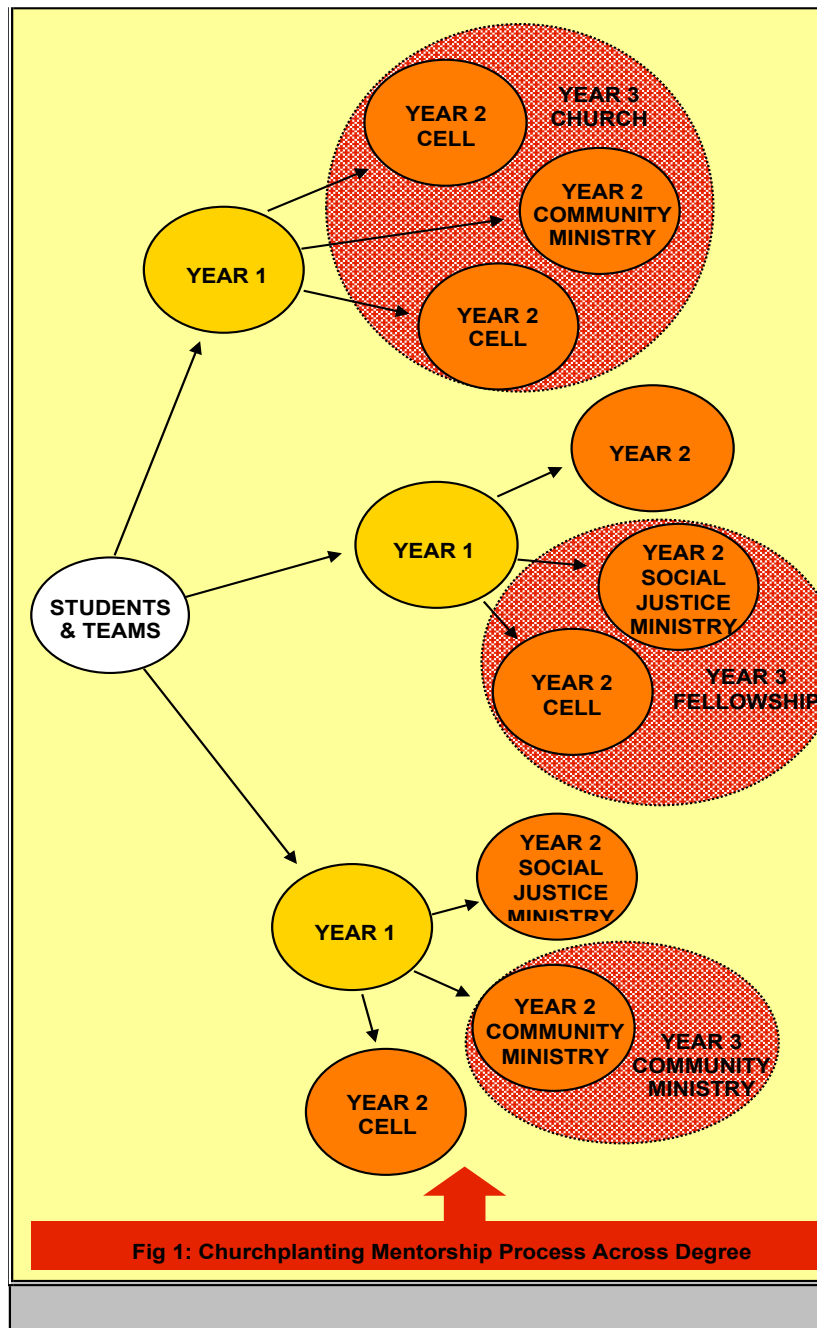 YEAR 2
CELL
YEAR 3
CHURCH
YEAR 2
COMMUNITY
MINISTRY
YEAR 1
YEAR 2
CELL
YEAR 2
YEAR 1
YEAR 2
SOCIAL
JUSTICE
MINISTRY
STUDENTS
& TEAMS
YEAR 2
CELL
YEAR 3
FELLOWSHIP
YEAR 2
SOCIAL
JUSTICE
MINISTRY
YEAR 1
YEAR 2
COMMUNITY
MINISTRY
YEAR 3
COMMUNITY
MINISTRY
YEAR 2
CELL
Fig 1: Churchplanting Mentorship Process Across Degree